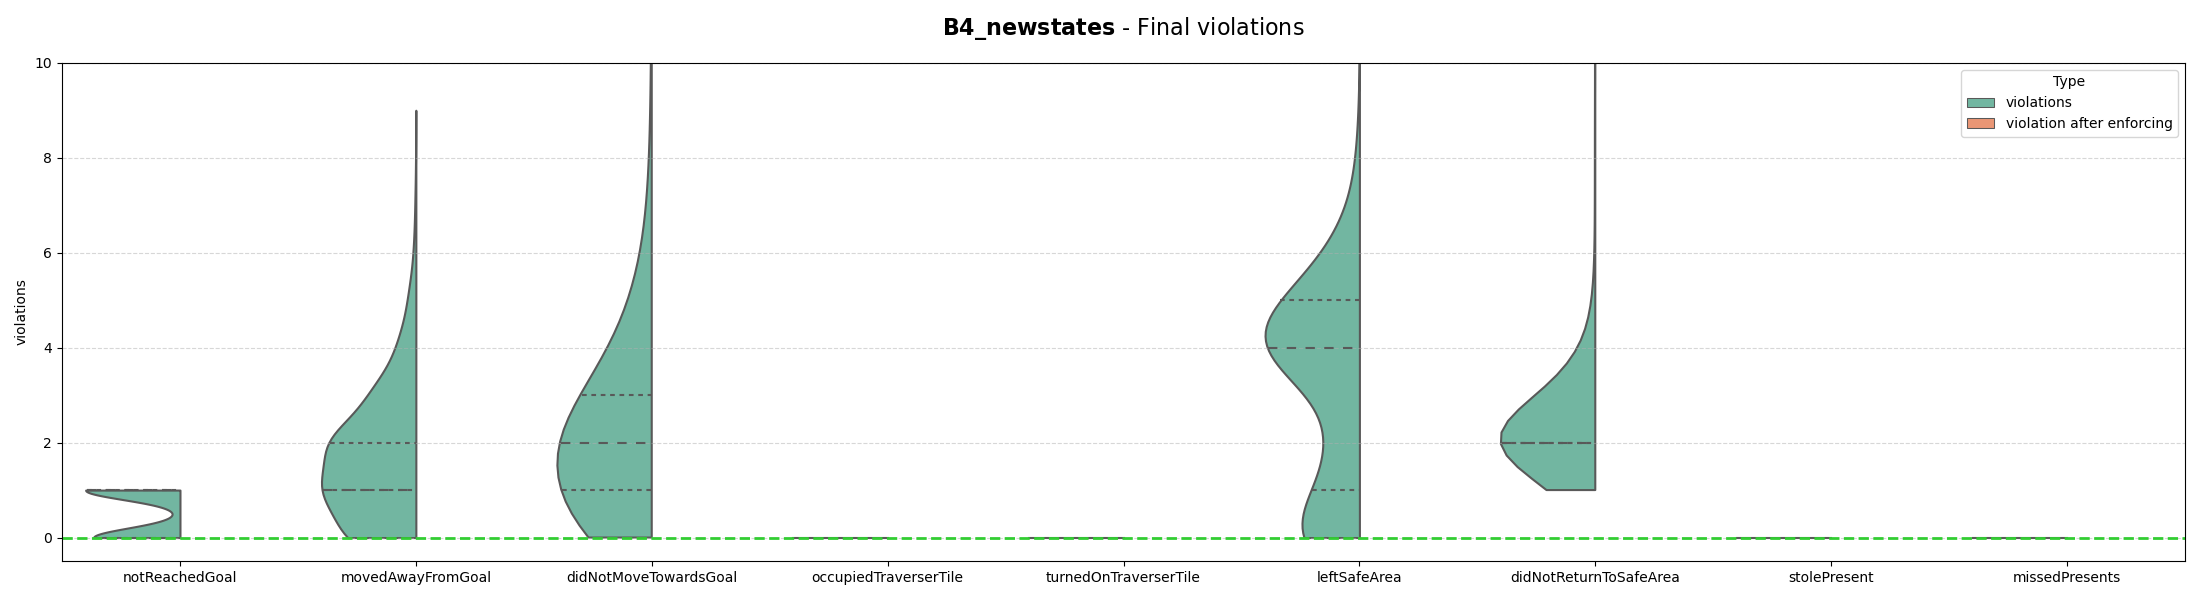 B4_newstates - Final violations
10
8
6
4
2
0
violations
Type
violations
violation after enforcing
notReachedGoal
movedAwayFromGoal
didNotMoveTowardsGoal
occupiedTraverserTile
turnedOnTraverserTile
leftSafeArea
didNotReturnToSafeArea
stolePresent
missedPresents